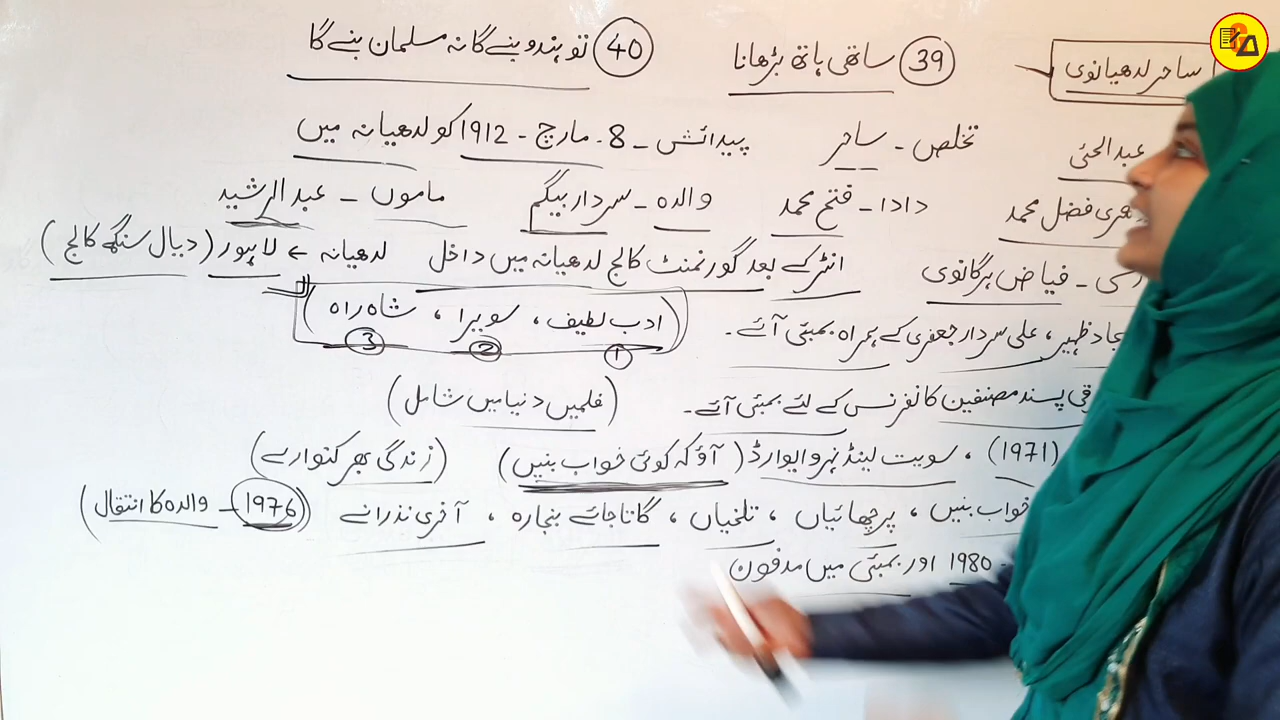 ساحر لدھیانوی
39 ساتھی ہاتھ بڑھانا 40 تو ہندو بنے گا نہ مسلمان بنے گا
عبدالحئی تخلص - ساحر پیدائش - 8 - مارچ - 1912 کو لدھیانہ میں
فضل محمد دادا - فتح محمد والدہ - سردار بیگم ماموں - عبدالرشید
فیاض ہرگانوی انٹر کے بعد گورنمنٹ کالج لدھیانہ میں داخل لدھیانہ ← لاہور (دیال سنگھ کالج)
ظہیر، علی سردار جعفری کے ہمراہ بمبئی آئے۔ (ادب لطیف، سویرا، شاہ راہ) 1 2 3
پسند مصنفین کانفرنس کے لئے بمبئی آئے۔ (فلمیں دنیا میں شامل)
(1971)، سویت لینڈ نہرو ایوارڈ (آؤ کہ کوئی خواب بنیں) (زندگی بھر کنوارے)
خواب بنیں، پرچھائیاں، تلخیاں، گاتا جائے بنجارہ، آخری نذرانے (1976 - والدہ کا انتقال)
- 1980 اور بمبئی میں مدفون